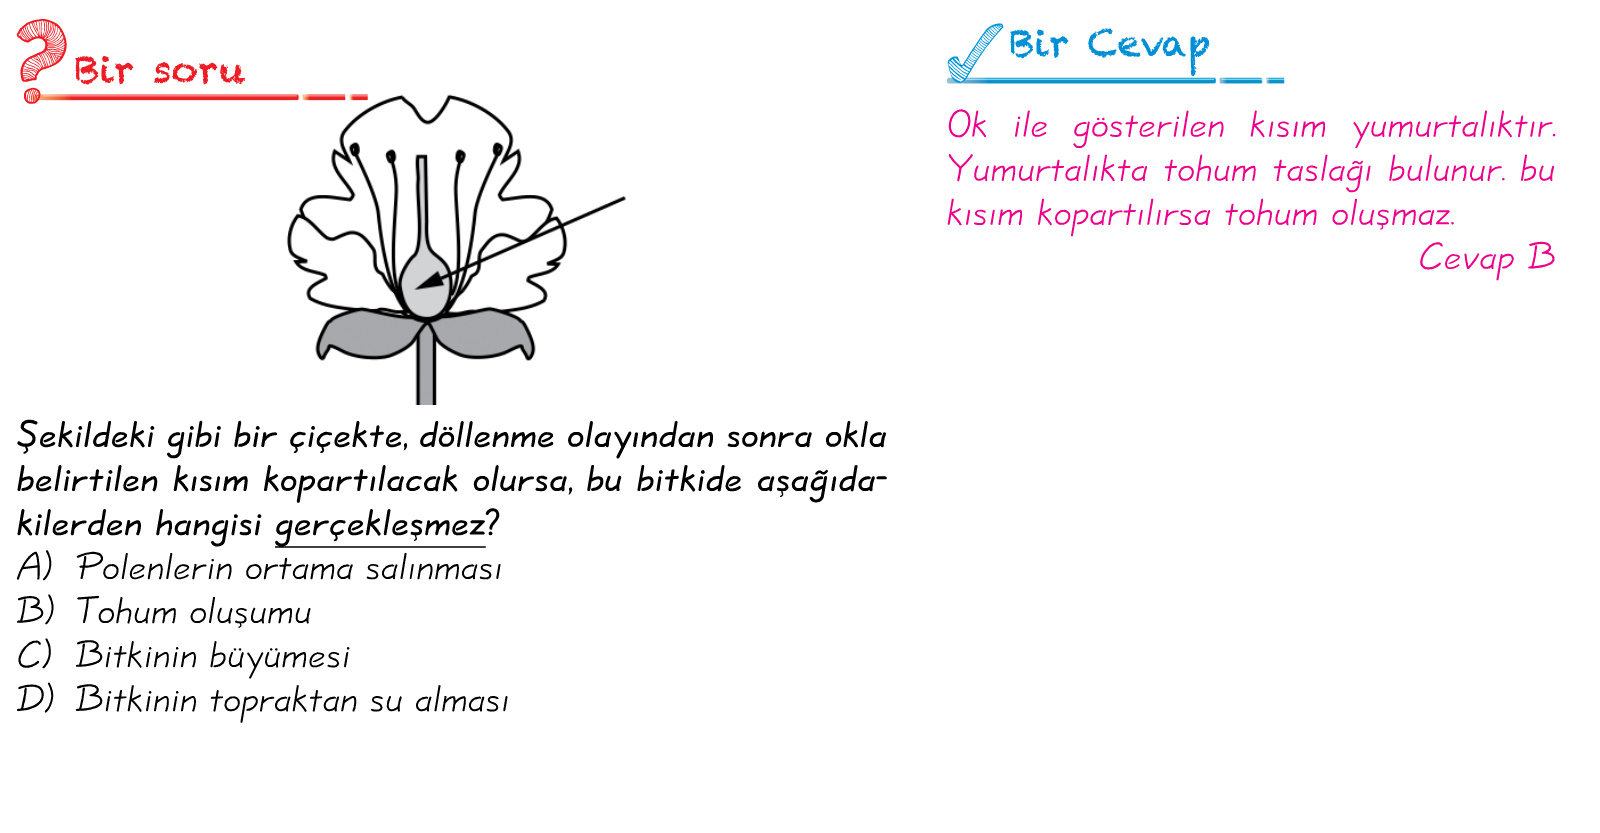 Bir soru
Şekildeki gibi bir çiçekte, döllenme olayından sonra okla
belirtilen kısım kopartılacak olursa, bu bitkide aşağıda-
kilerden hangisi gerçekleşmez?
A) Polenlerin ortama salınması
B) Tohum oluşumu
C) Bitkinin büyümesi
D) Bitkinin topraktan su alması
Bir Cevap
Ok ile gösterilen kısım yumurtalıktır.
Yumurtalıkta tohum taslağı bulunur. bu
kısım kopartılırsa tohum oluşmaz.
Cevap B